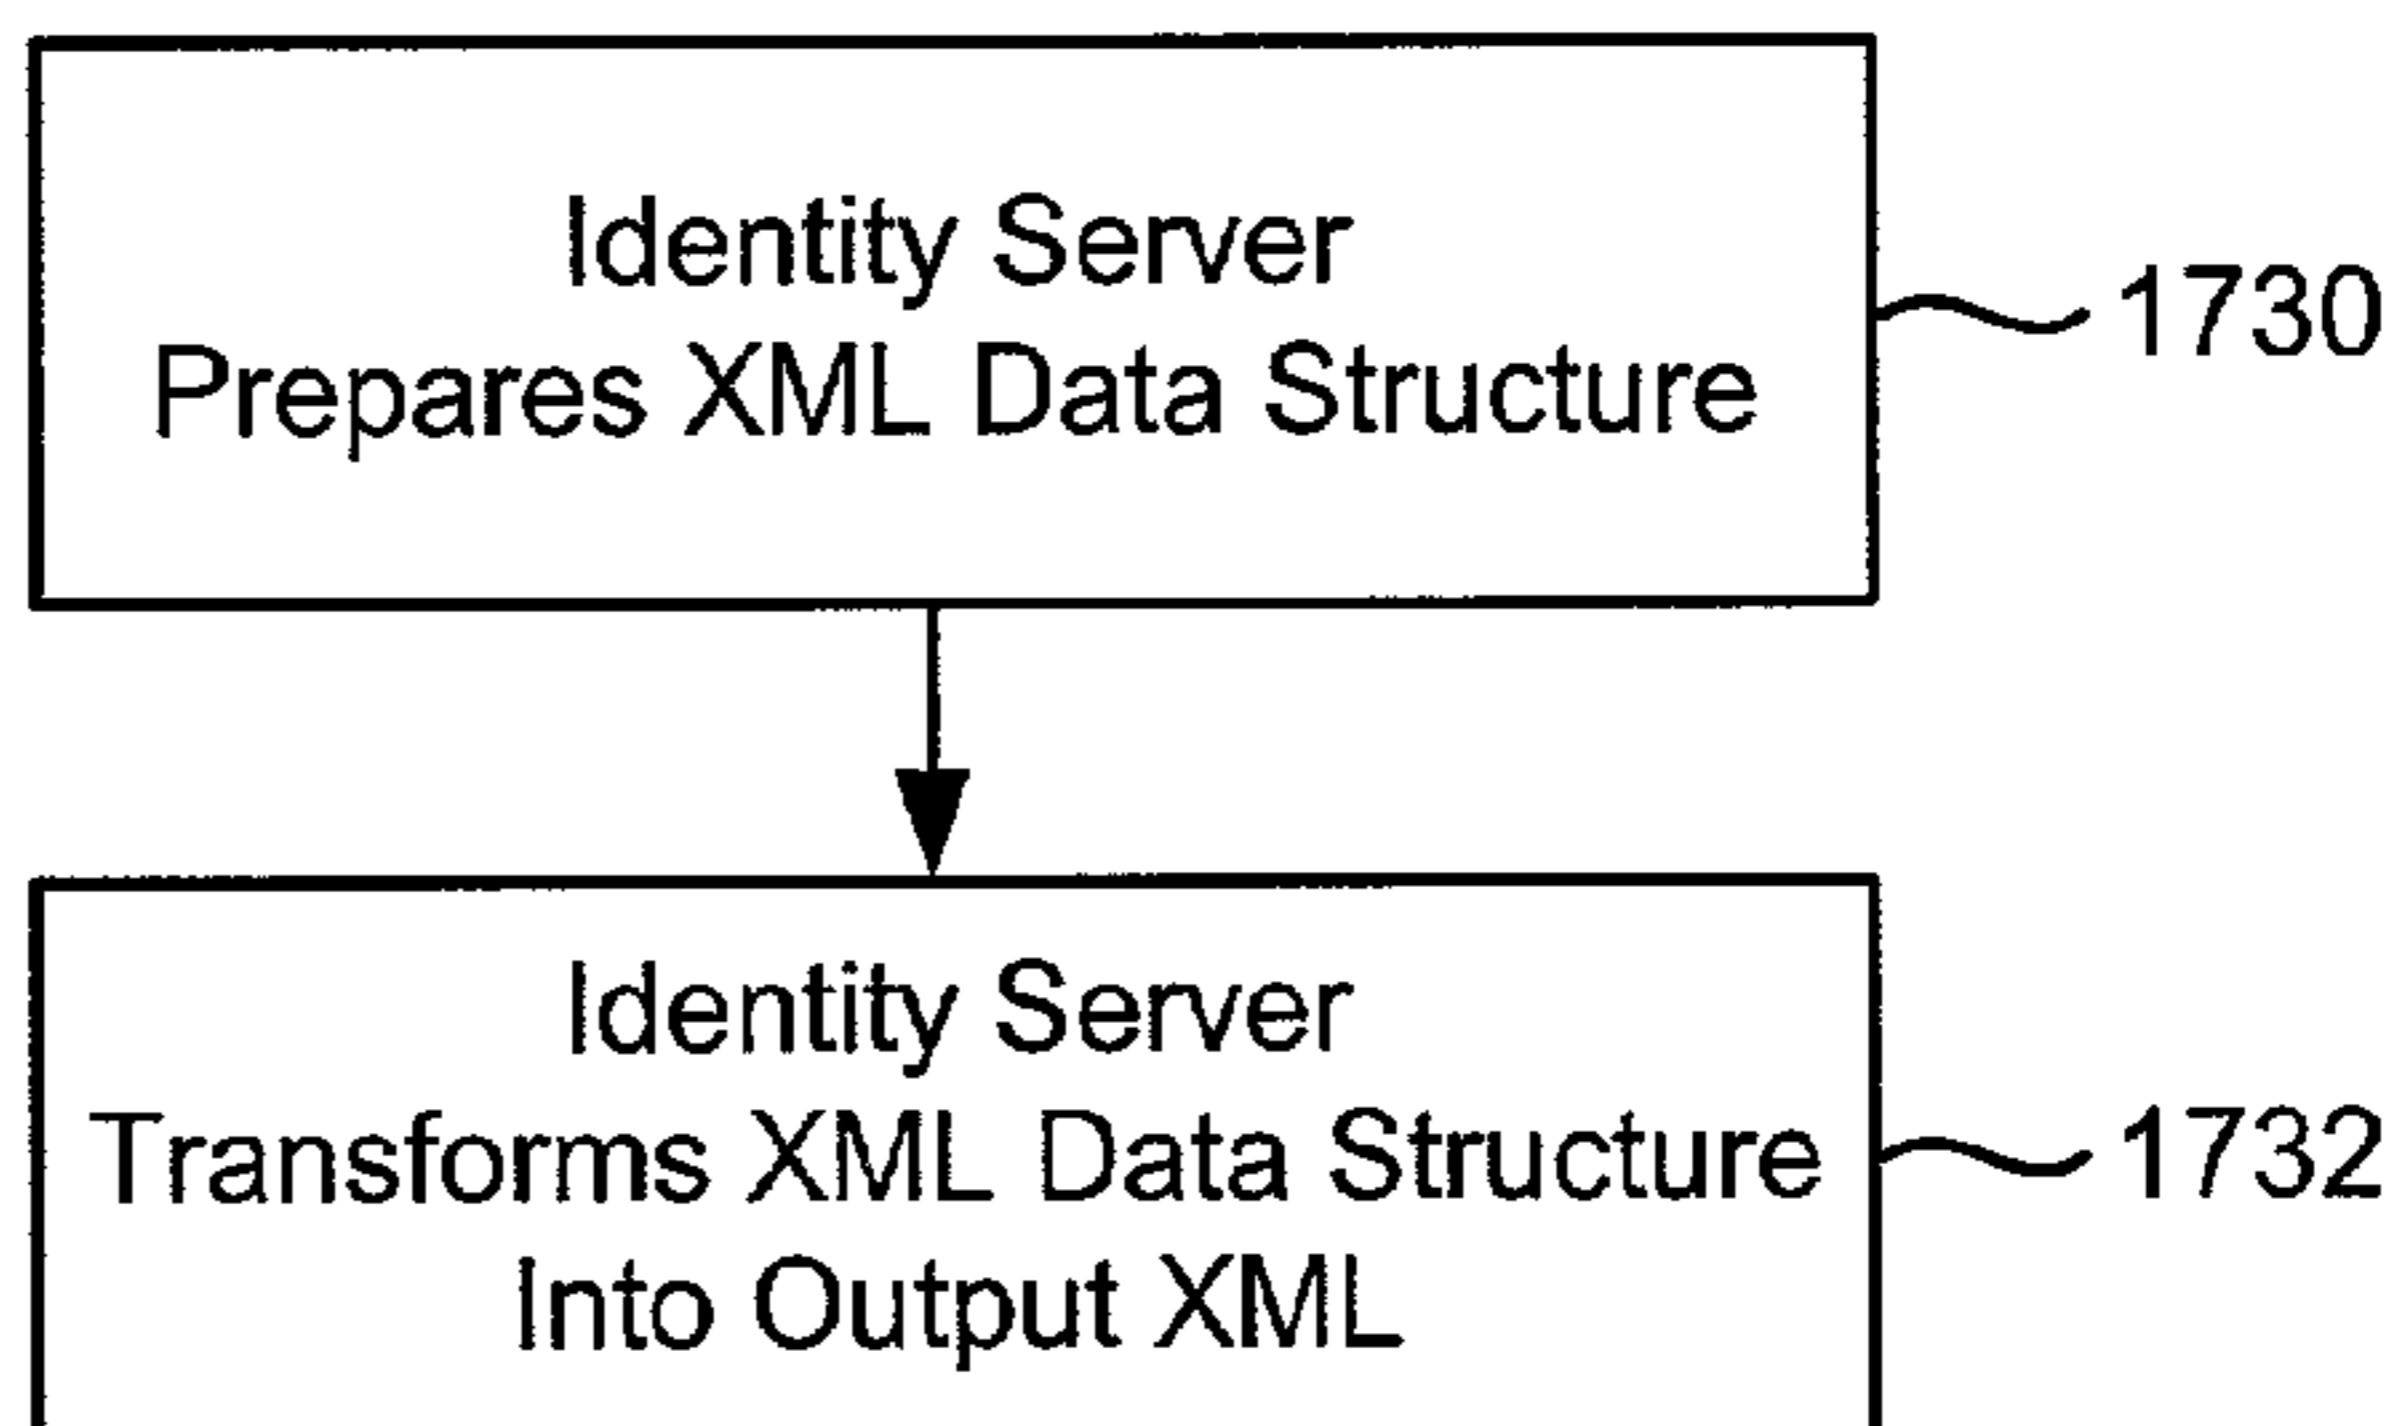 Identity Server
Prepares XML Data Structure
1730
Identity Server
Transforms XML Data Structure
Into Output XML
1732